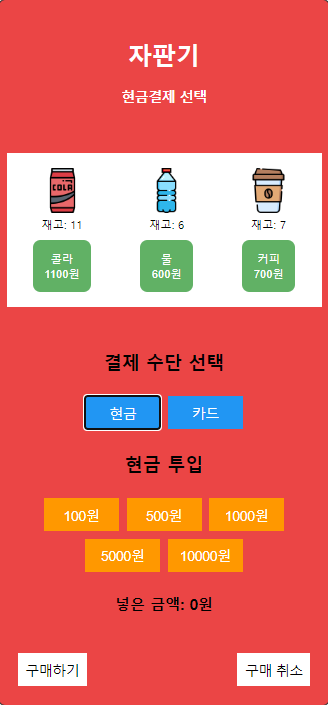 자판기
현금결제 선택
COLA
재고: 11
재고: 6
재고: 7
콜라
1100원
물
600원
커피
700원
결제 수단 선택
현금
카드
현금 투입
100원
500원
1000원
5000원
10000원
넣은 금액: 0원
구매하기
구매 취소